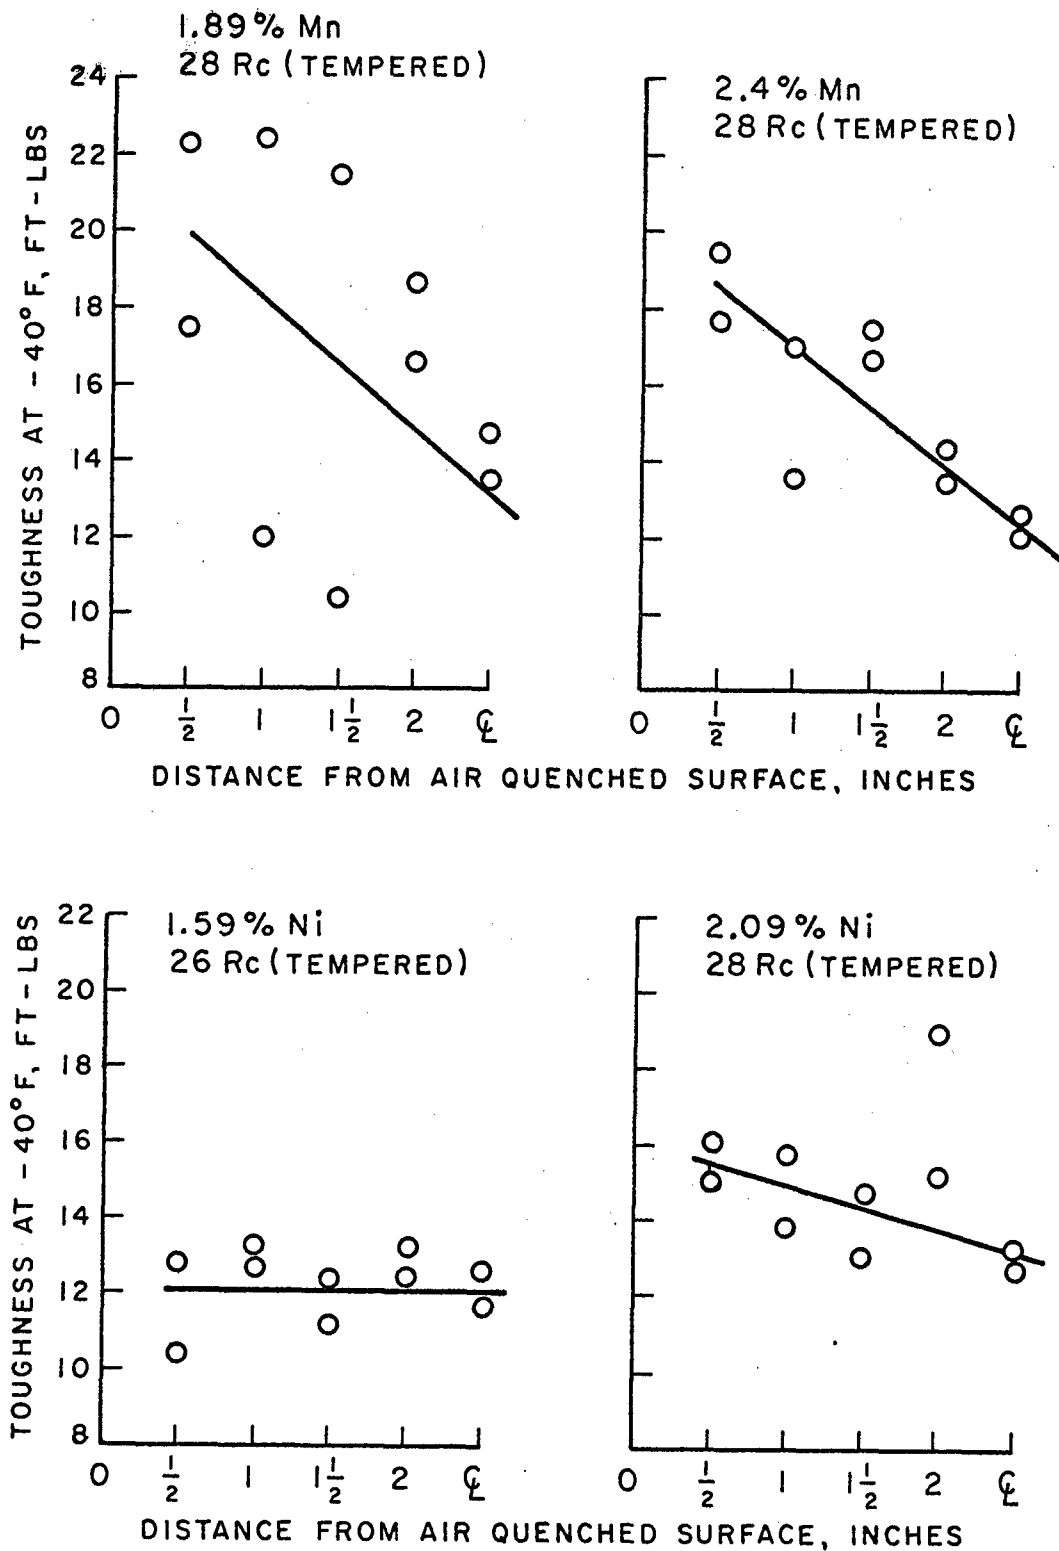 1.89% Mn
28 Rc (TEMPERED)
2.4% Mn
28 Rc (TEMPERED)
TOUGHNESS AT -40°F, FT-LBS
24
22
20
18
16
14
12
10
8
0 1/2 1 1 1/2 2 ℄
0 1/2 1 1 1/2 2 ℄
DISTANCE FROM AIR QUENCHED SURFACE, INCHES
1.59% Ni
26 Rc (TEMPERED)
2.09% Ni
28 Rc (TEMPERED)
TOUGHNESS AT -40°F, FT-LBS
22
20
18
16
14
12
10
8
0 1/2 1 1 1/2 2 ℄
0 1/2 1 1 1/2 2 ℄
DISTANCE FROM AIR QUENCHED SURFACE, INCHES